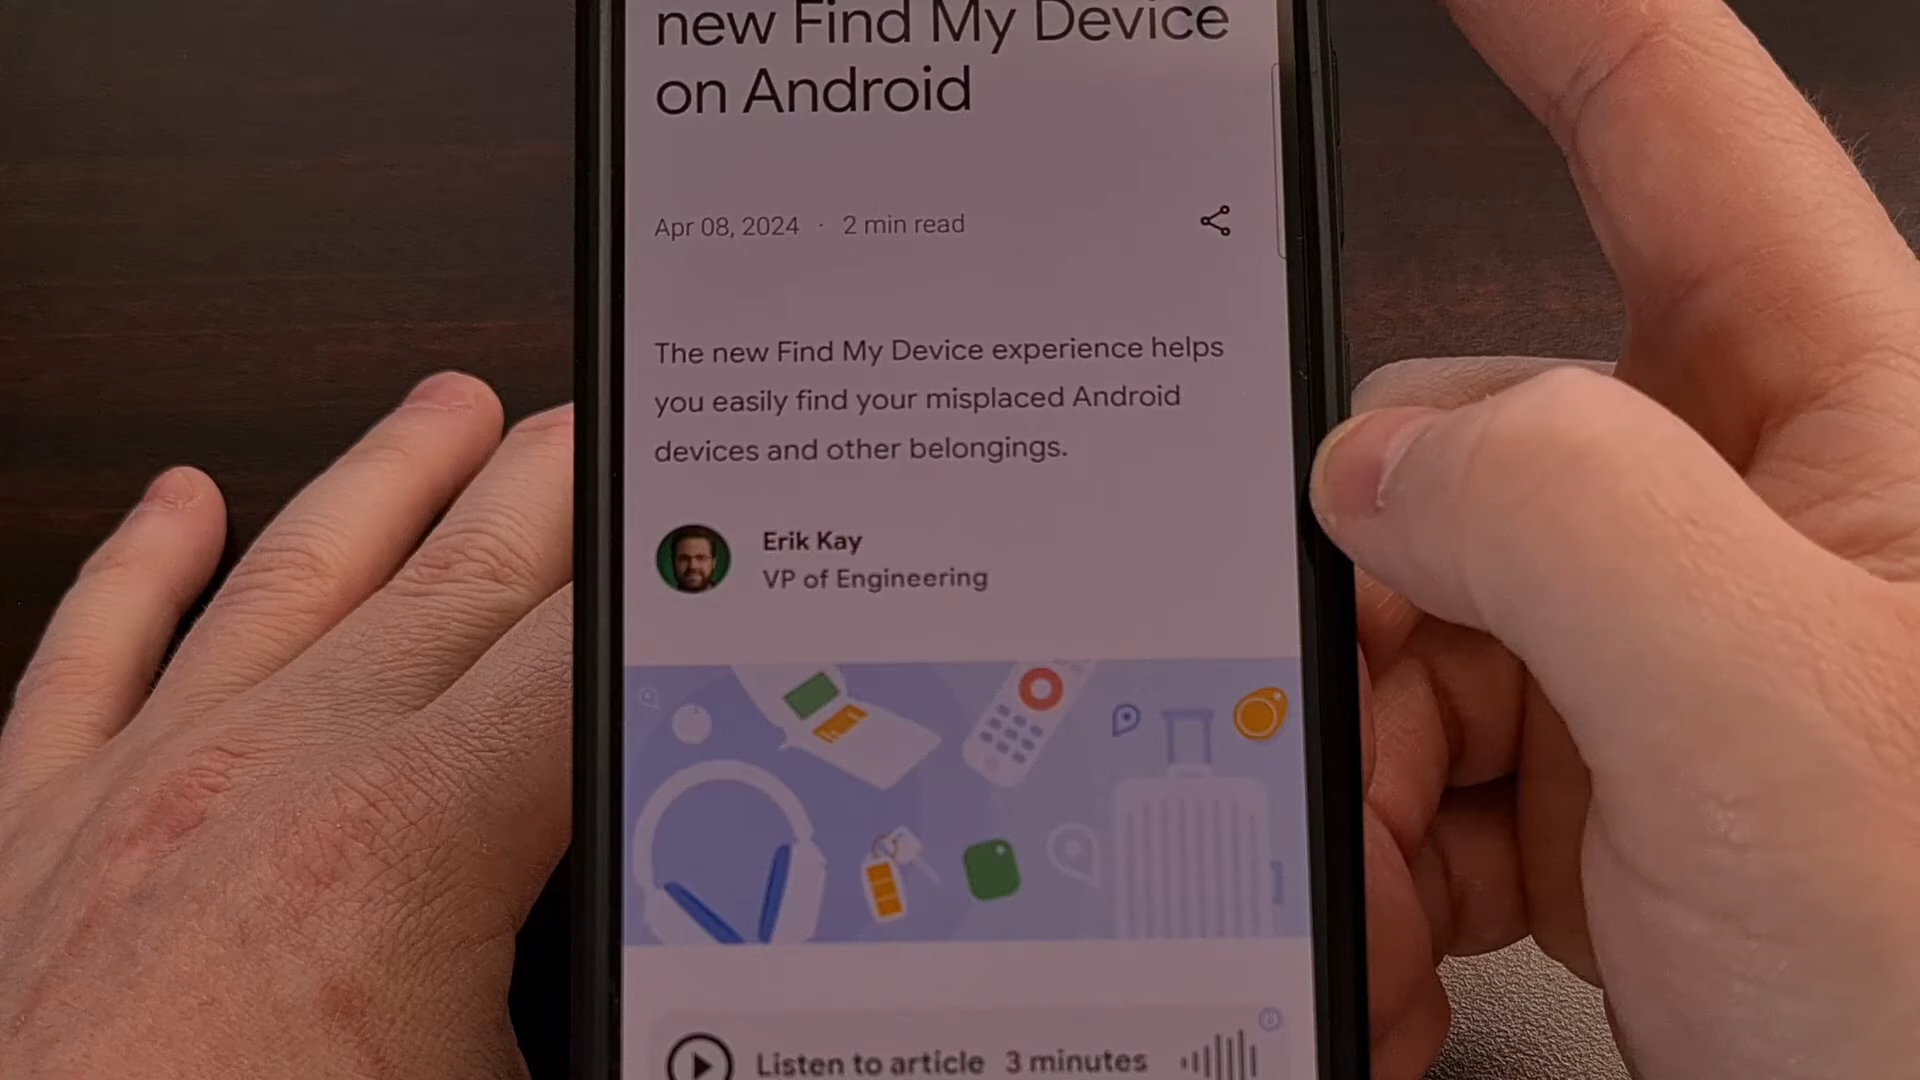 new Find My Device
on Android
Apr 08, 2024 · 2 min read
The new Find My Device experience helps
you easily find your misplaced Android
devices and other belongings.
Erik Kay
VP of Engineering
Listen to article 3 minutes